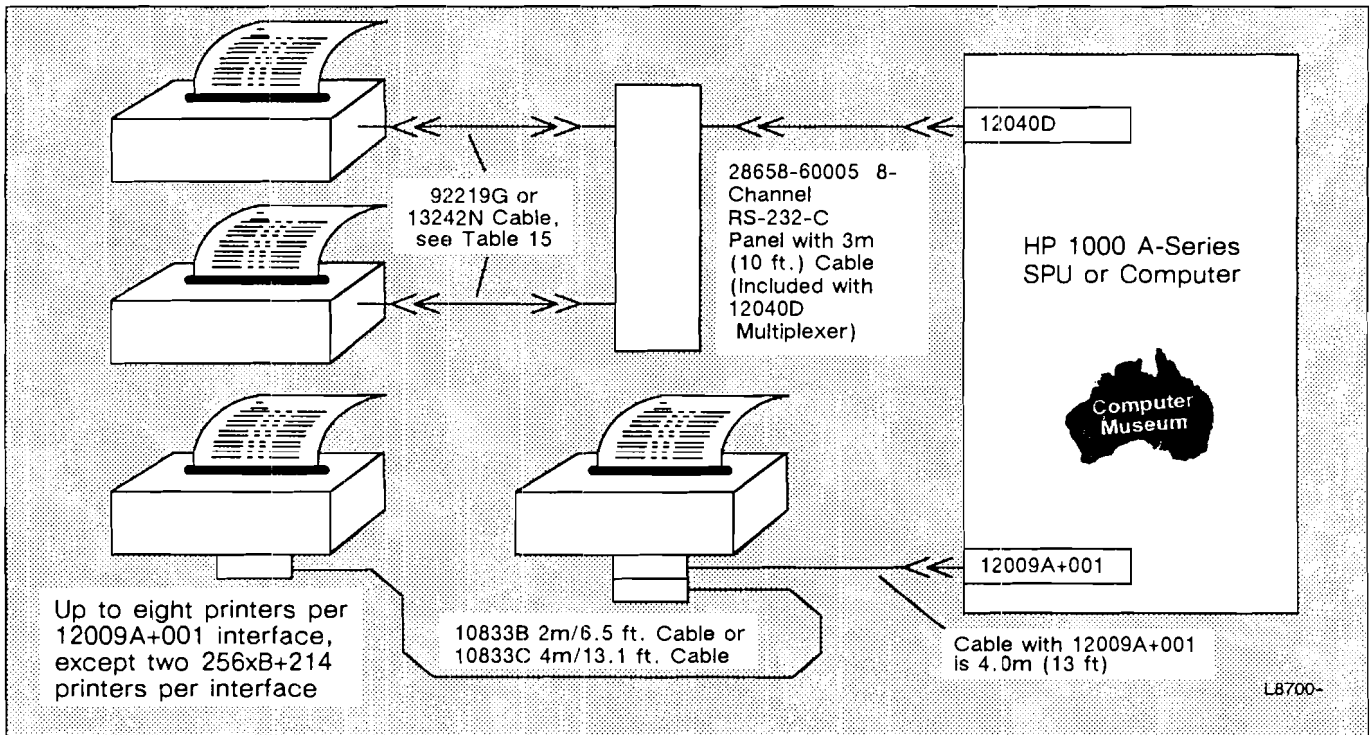 12040D
92219G or
13242N Cable,
see Table 15
28658-60005 8-
Channel
RS-232-C
Panel with 3m
(10 ft.) Cable
(Included with
12040D
Multiplexer)
HP 1000 A-Series
SPU or Computer
Computer
Museum
12009A+001
Up to eight printers per
12009A+001 interface,
except two 256xB+214
printers per interface
10833B 2m/6.5 ft. Cable or
10833C 4m/13.1 ft. Cable
Cable with 12009A+001
is 4.0m (13 ft)
L8700-